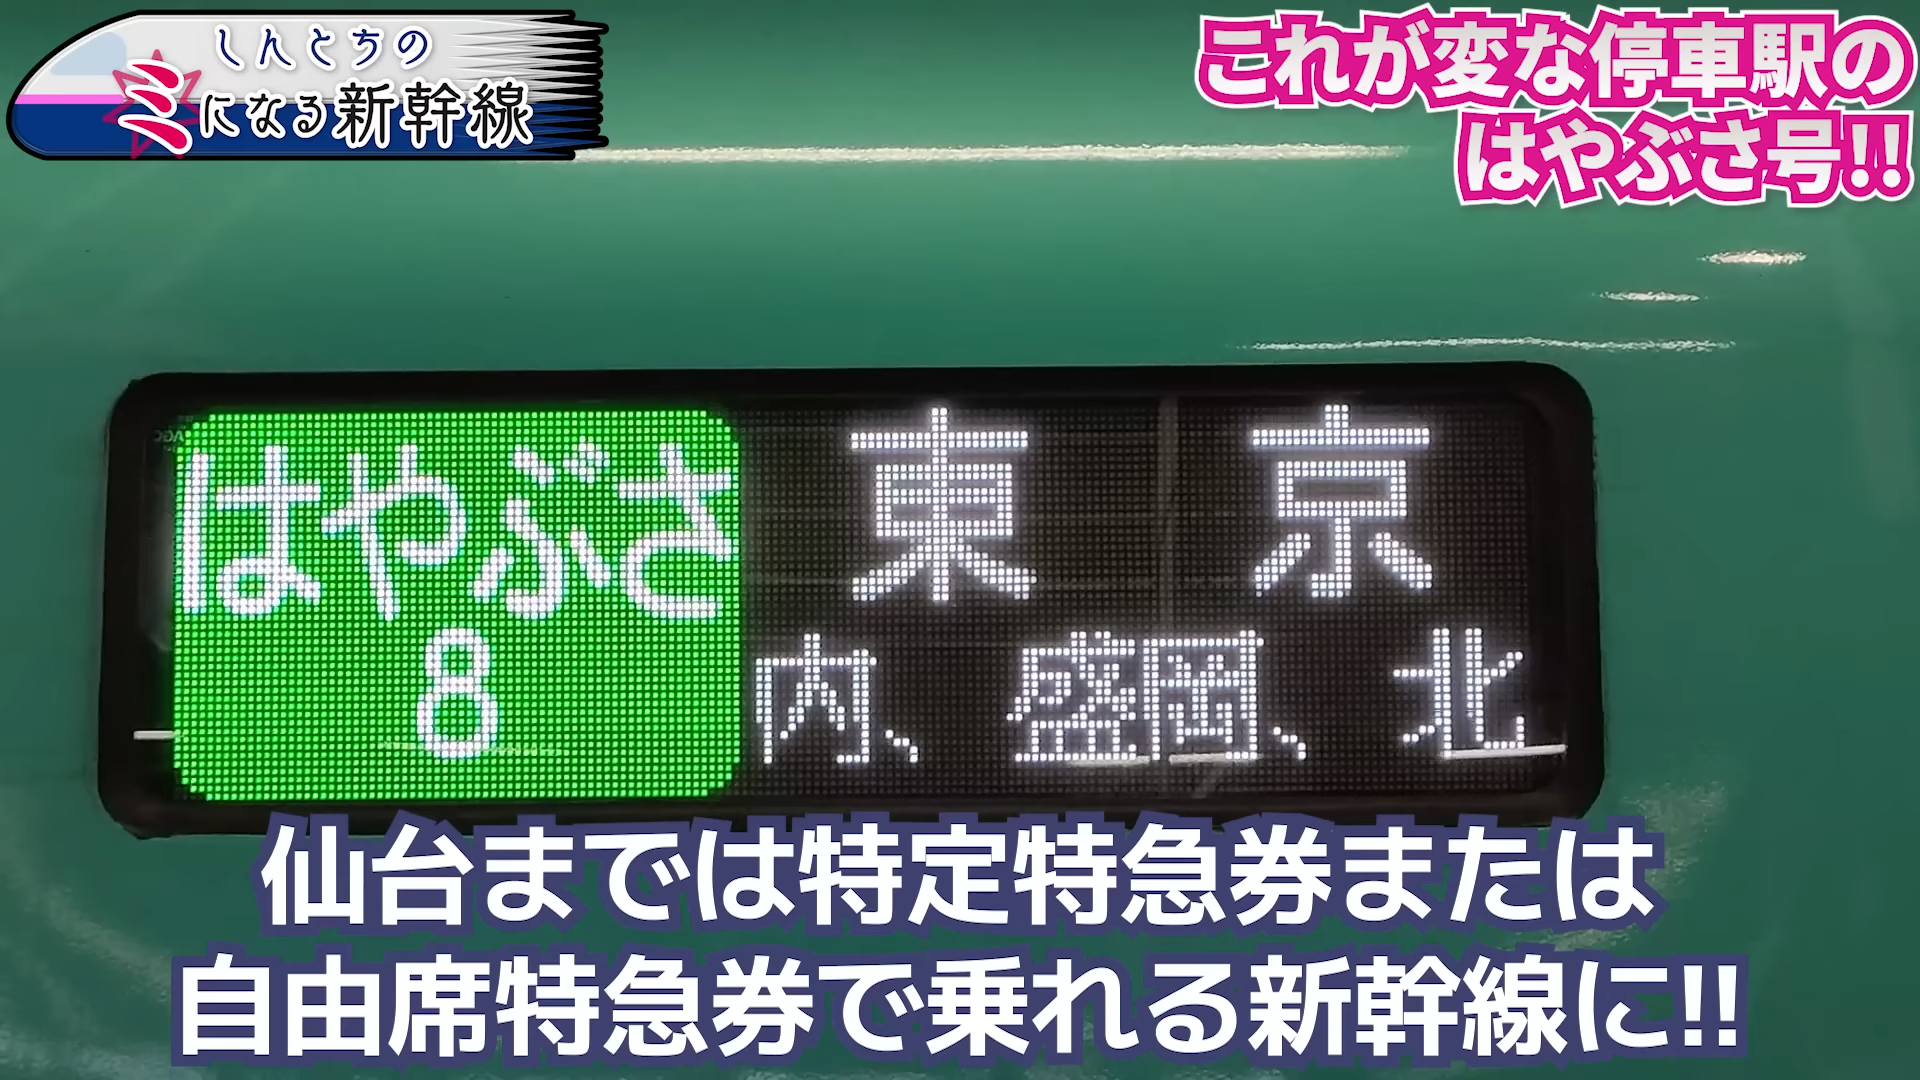 しんとちの
ミになる新幹線
これが変な停車駅の
はやぶさ号!!
はやぶさ
8
東京
内、盛岡、北
仙台までは特定特急券または
自由席特急券で乗れる新幹線に!!